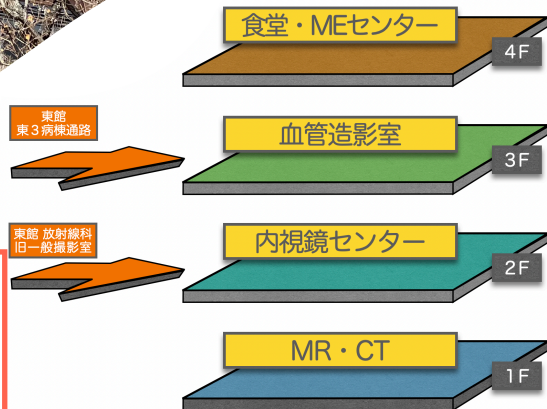 食堂・MEセンター
4F
東館
東3病棟通路
血管造影室
3F
東館 放射線科
旧一般撮影室
内視鏡センター
2F
MR・CT
1F